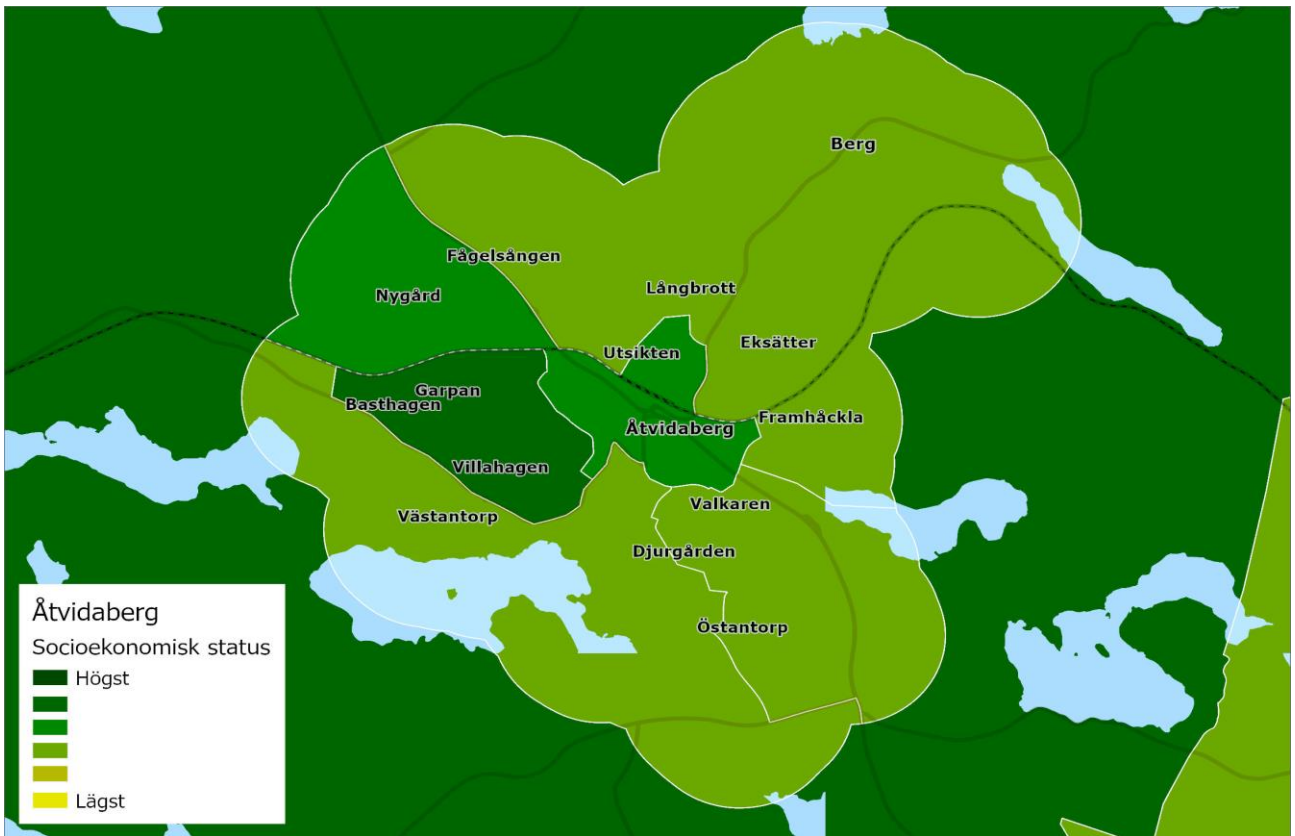 Berg
Fågelsången
Nygård
Långbrott
Utsikten
Eksätter
Garpan
Basthagen
Framhåckla
Åtvidaberg
Villahagen
Valkaren
Västantorp
Djurgården
Östantorp
Åtvidaberg
Socioekonomisk status
Högst
Lägst